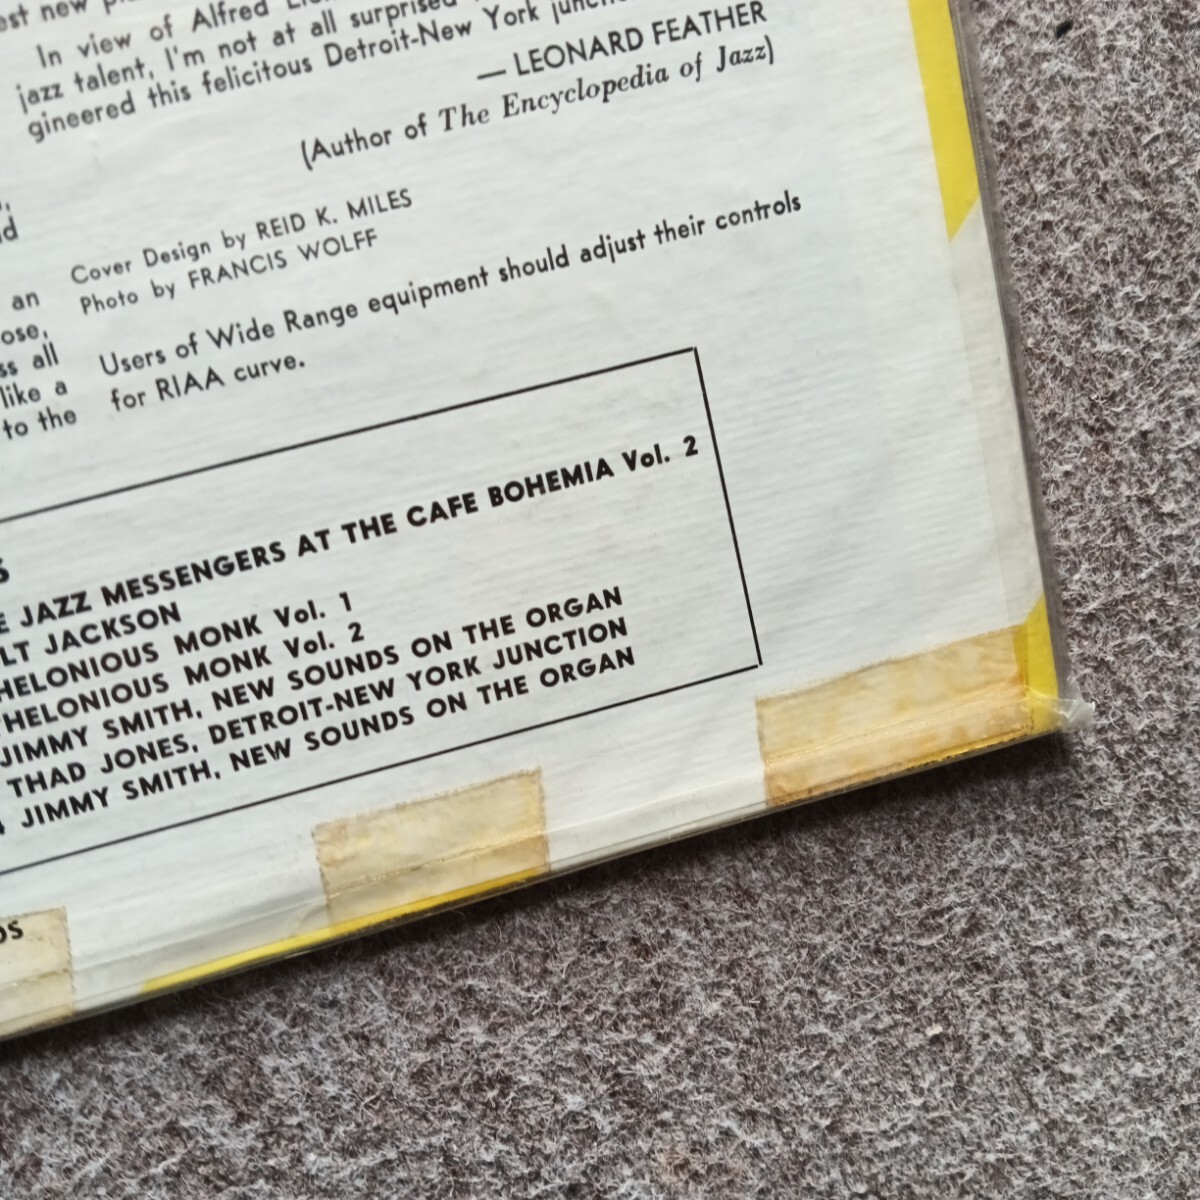 est new
In view of Alfred
jazz talent, I'm not at all surprised
gineered this felicitous Detroit-New York
— LEONARD FEATHER
(Author of The Encyclopedia of Jazz)
Cover Design by REID K. MILES
Photo by FRANCIS WOLFF
an
ose,
ss all
like a
to the
Users of Wide Range equipment should adjust their controls
for RIAA curve.
S
E JAZZ MESSENGERS AT THE CAFE BOHEMIA Vol. 2
LT JACKSON
HELONIOUS MONK Vol. 1
THELONIOUS MONK Vol. 2
JIMMY SMITH, NEW SOUNDS ON THE ORGAN
THAD JONES, DETROIT-NEW YORK JUNCTION
JIMMY SMITH, NEW SOUNDS ON THE ORGAN
DS